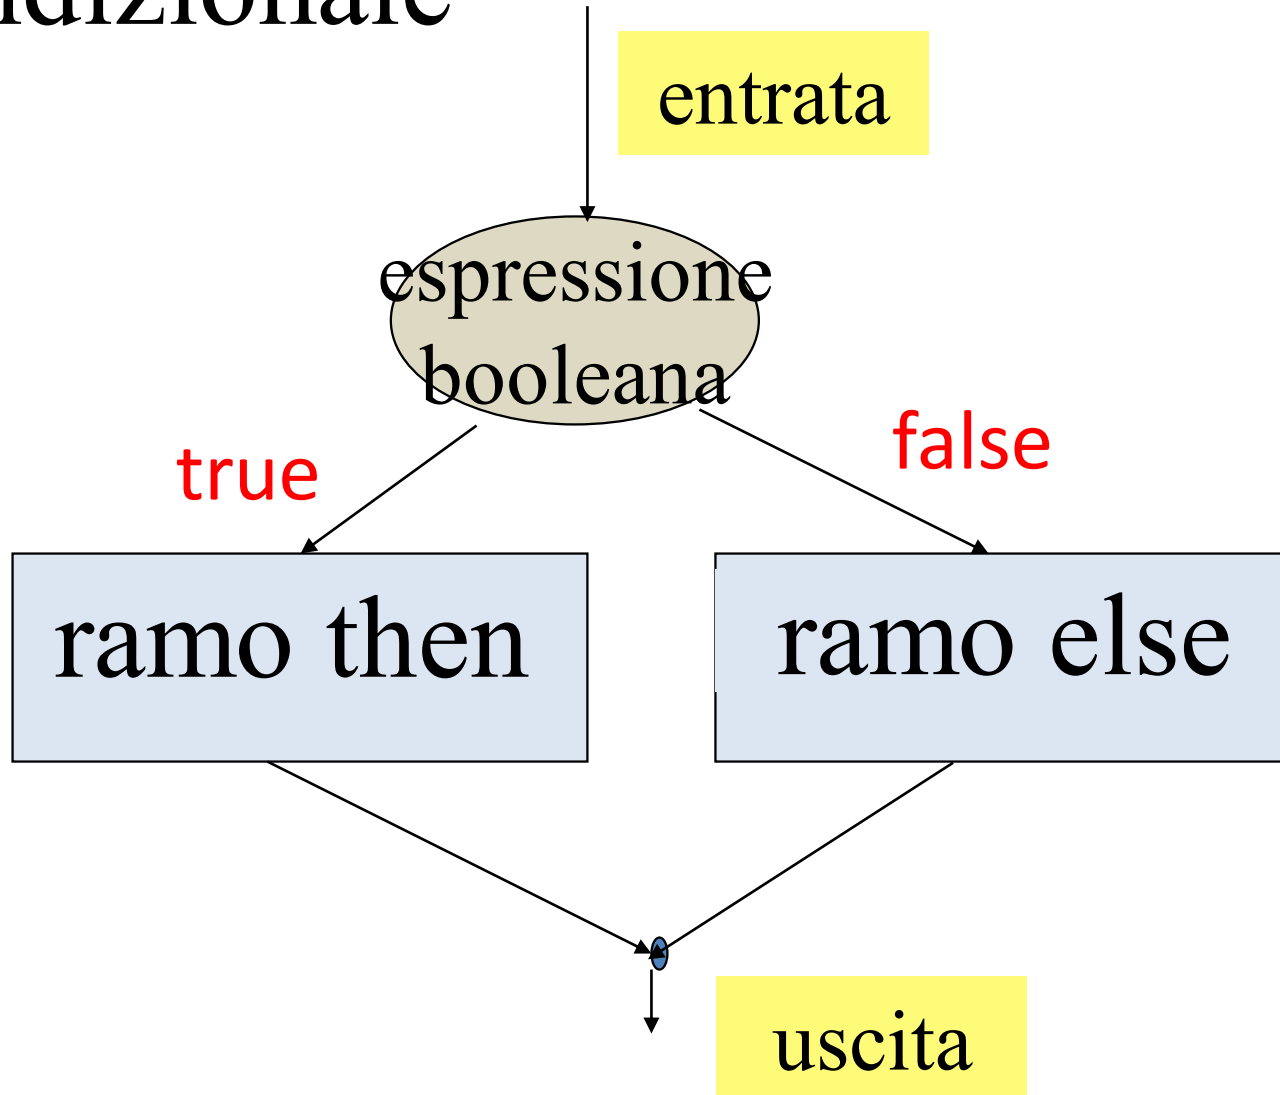 entrata
espressione
booleana
true
false
ramo then
ramo else
uscita